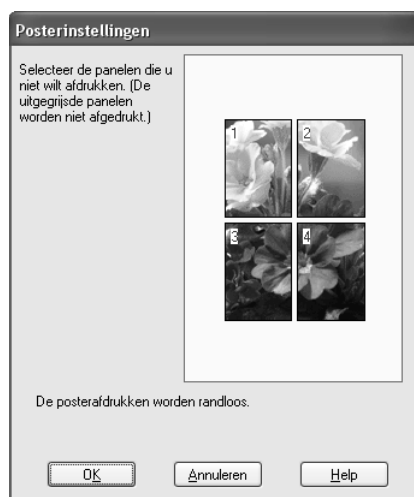 Posterinstellingen
Selecteer de panelen die u
niet wilt afdrukken. (De
uitgegrijsde panelen
worden niet afgedrukt.)
1 2
3 4
De posterafdrukken worden randloos.
OK Annuleren Help